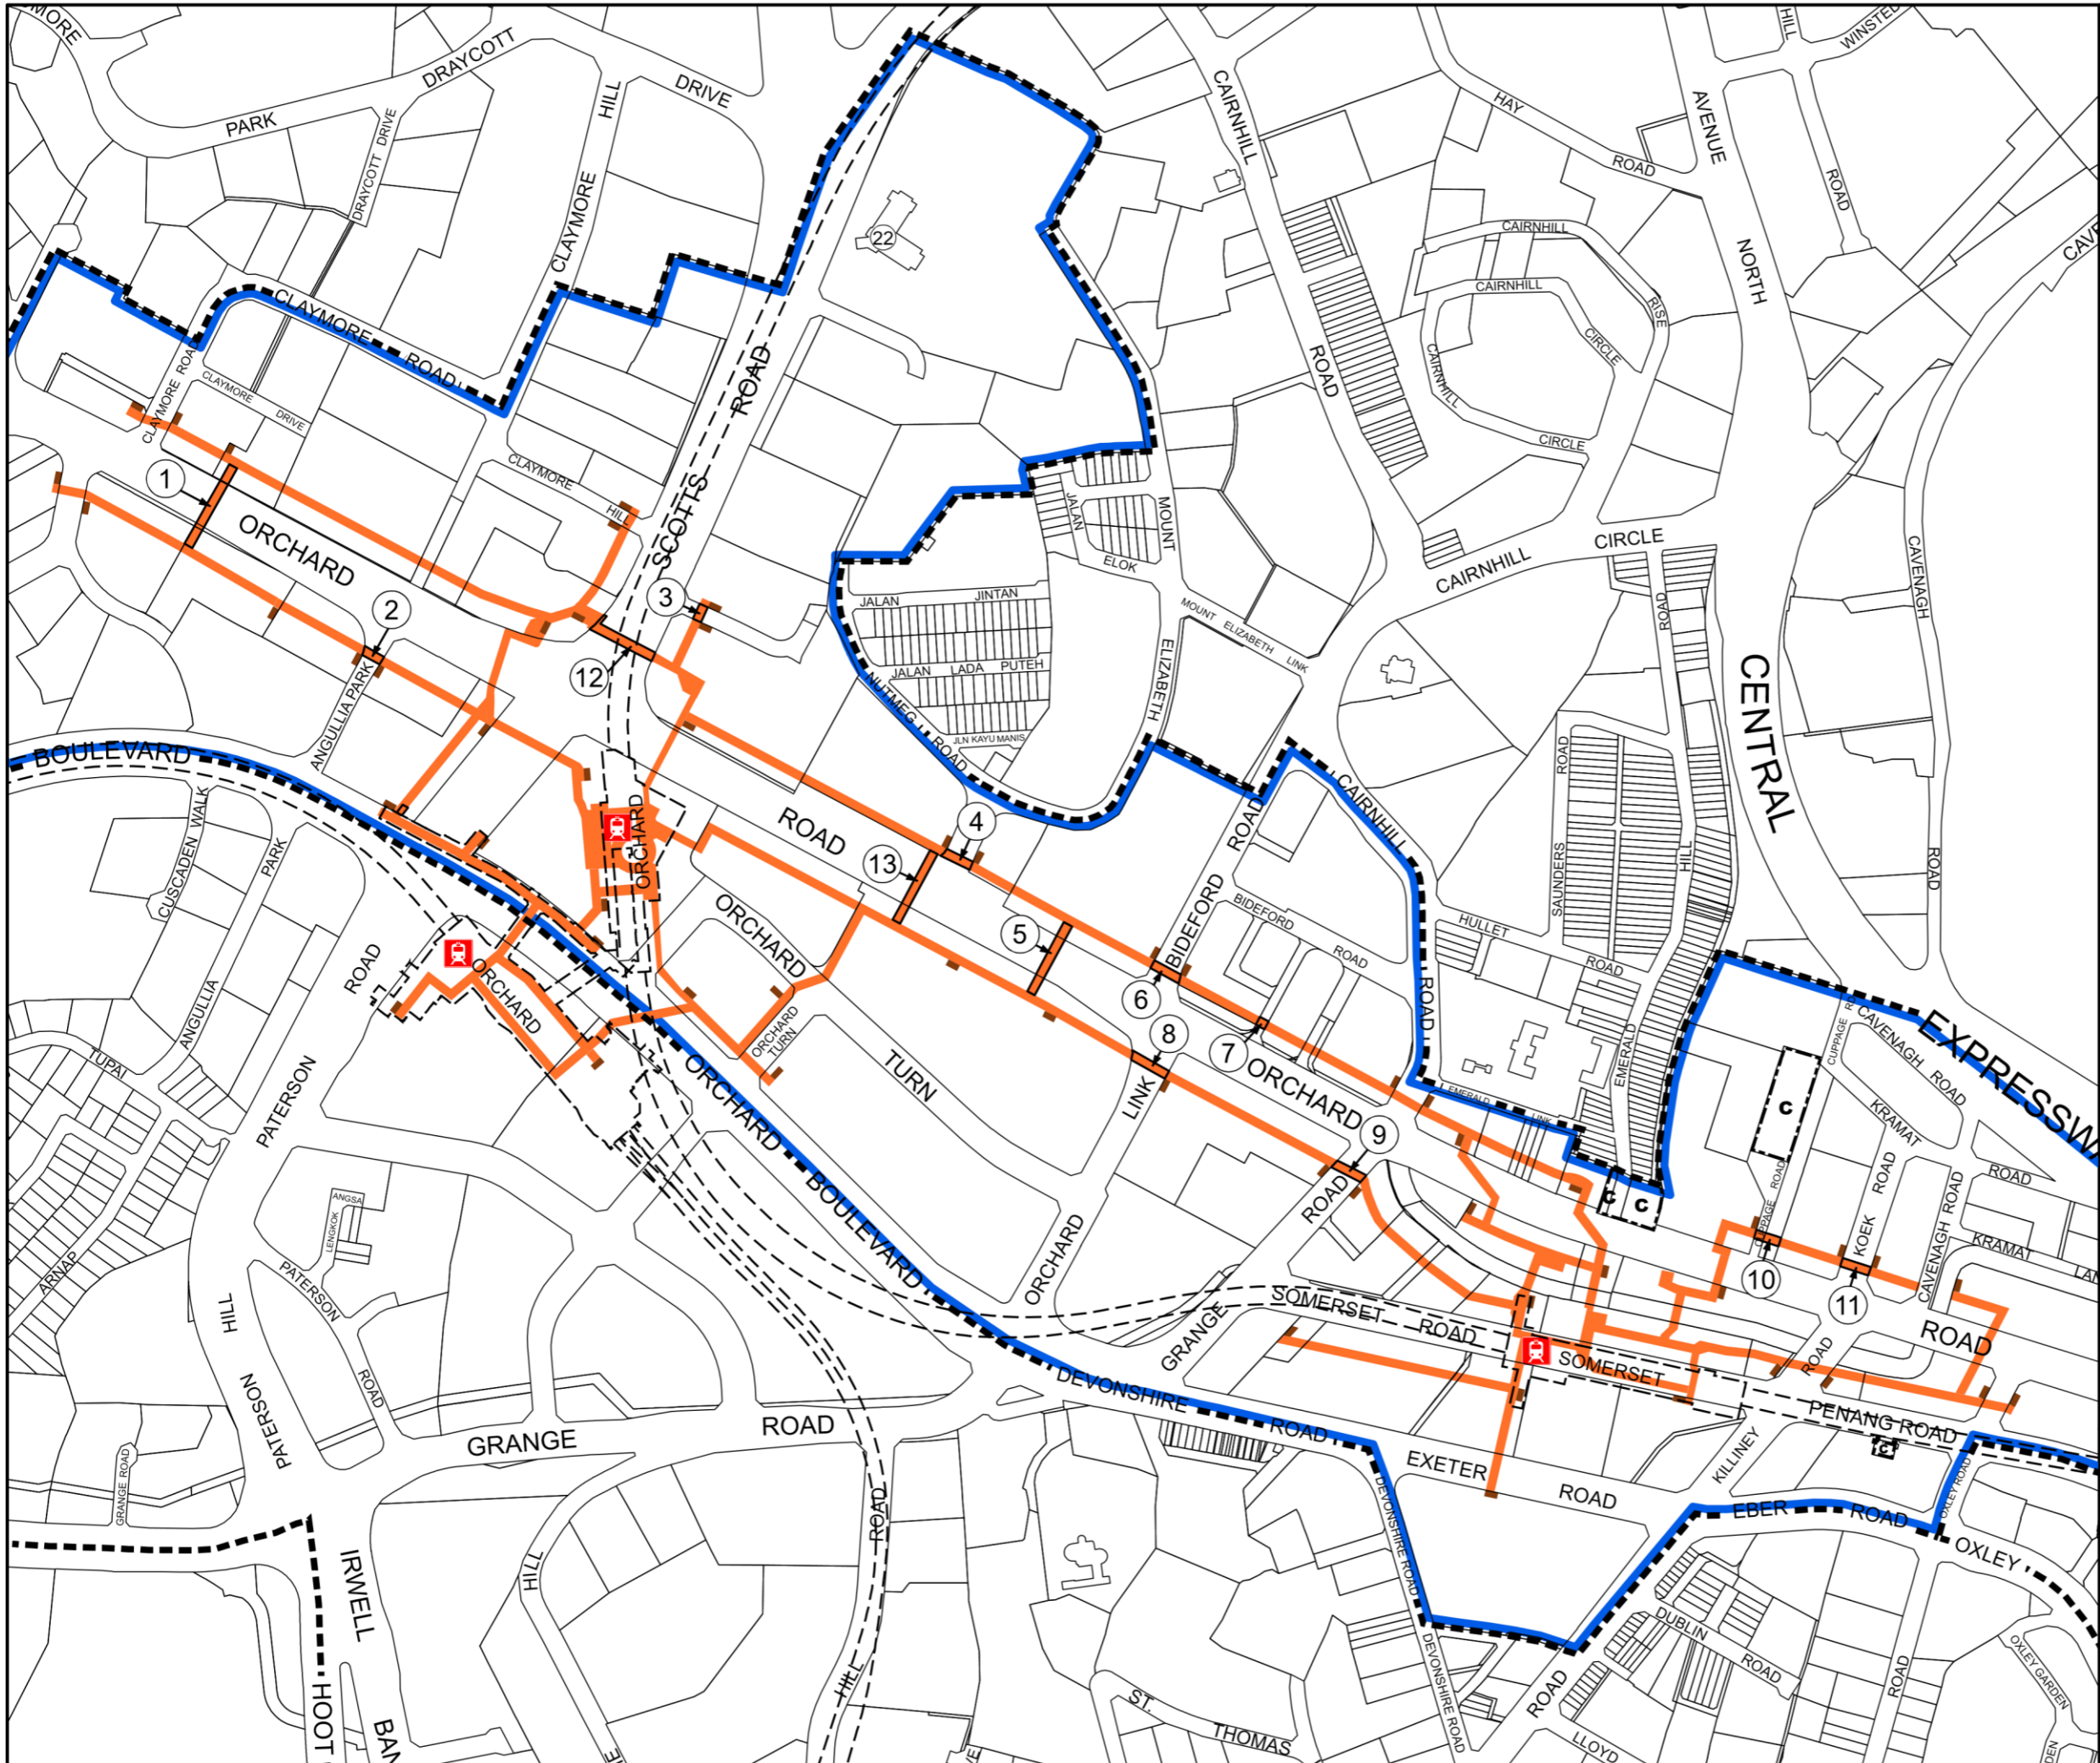 MORE
PARK
DRAYCOTT
DRIVE
DRAYCOTT DRIVE
CLAYMORE
HILL
CLAYMORE
ROAD
CLAYMORE ROAD
CLAYMORE
DRIVE
CLAYMORE
HILL
SCOTTS
ROAD
22
CAIRNHILL
ROAD
HAY
ROAD
AVENUE
NORTH
HILL
WINSTED
ROAD
CAVE
CAIRNHILL
RISE
CAIRNHILL
CIRCLE
CAIRNHILL
CIRCLE
CAIRNHILL
CIRCLE
CAVENAGH
ROAD
CENTRAL
EXPRESSWA
1
ORCHARD
2
3
12
ANGULLIA PARK
BOULEVARD
JALAN
ELOK
MOUNT
ELIZABETH
MOUNT
ELIZABETH
LINK
JALAN
JINTAN
JALAN
LADA
PUTEH
JLN KAYU MANIS
NUTMEG
ROAD
ROAD
4
13
5
6
7
8
BIDEFORD
ROAD
BIDEFORD
ROAD
CAIRNHILL
ROAD
HULLET
ROAD
SAUNDERS
ROAD
EMERALD
HILL
ROAD
EMERALD
LINK
ORCHARD
ORCHARD
TURN
ORCHARD
TURN
ORCHARD
LINK
ORCHARD
9
CUSCADEN WALK
ANGULLIA
PARK
TUPAI
ARNAP
PATERSON
ROAD
ORCHARD
ORCHARD
BOULEVARD
PATERSON
HILL
PATERSON
ROAD
LENGKOK
ANGSA
GRANGE
ROAD
GRANGE ROAD
GRANGE
ROAD
SOMERSET
ROAD
SOMERSET
DEVONSHIRE
ROAD
EXETER
ROAD
DEVONSHIRE ROAD
DEVONSHIRE ROAD
CUPPAGE
CAVENAGH
ROAD
KRAMAT
ROAD
KRAMAT
KOEK
ROAD
CAVENAGH ROAD
C
C
C
C
10
11
ROAD
ROAD
PENANG ROAD
KILLINEY
ROAD
EBER
ROAD
OXLEY ROAD
OXLEY
OXLEY GARDEN
DUBLIN
ROAD
ROAD
LLOYD
ST.
THOMAS
HILL
ROAD
HILL
IRWELL
BAN
HOOT